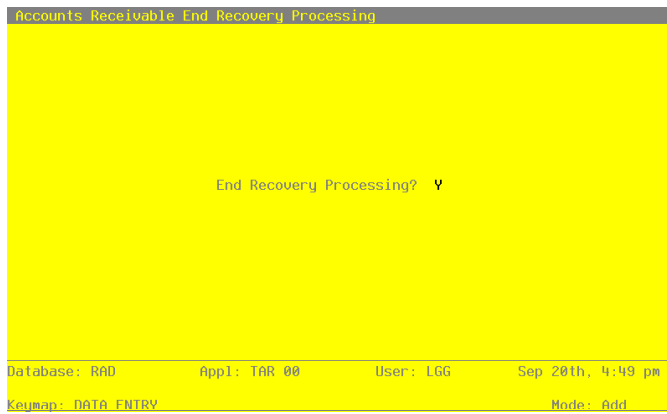 Accounts Receivable End Recovery Processing
End Recovery Processing? Y
Database: RAD Appl: TAR 00 User: LGG Sep 20th, 4:49 pm
Keymap: DATA ENTRY Mode: Add